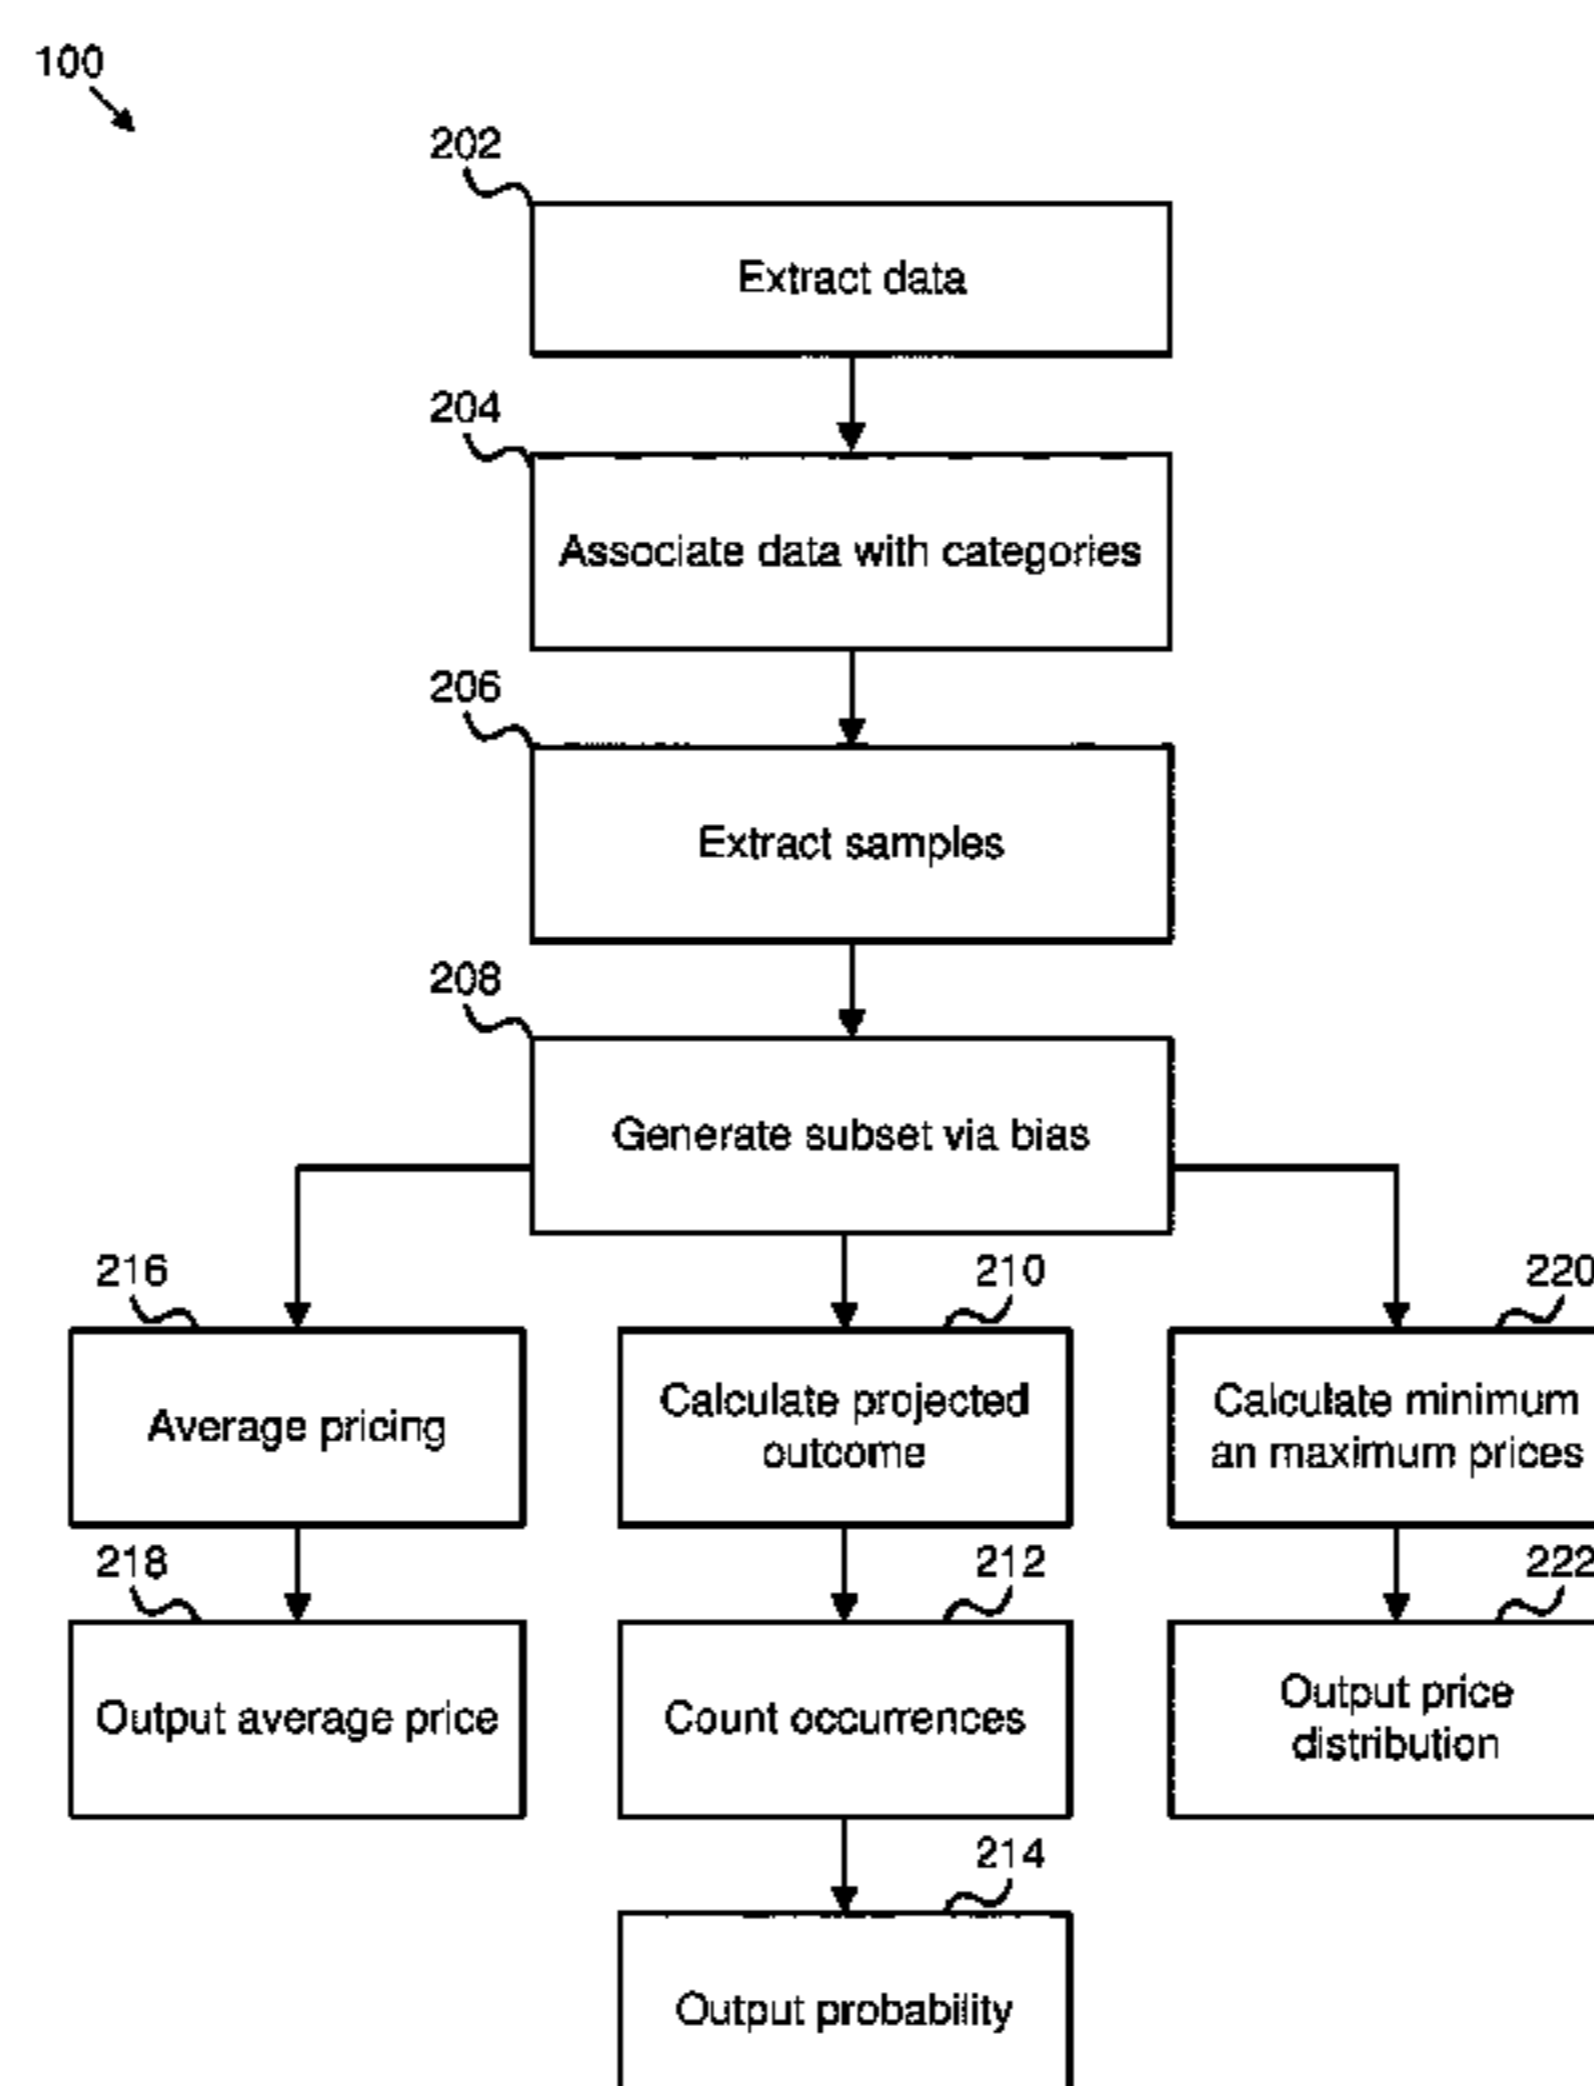 100
202
Extract data
204
Associate data with categories
206
Extract samples
208
Generate subset via bias
216
210
220
Average pricing
Calculate projected
outcome
Calculate minimum
an maximum prices
218
212
222
Output average price
Count occurrences
Output price
distribution
214
Output probability